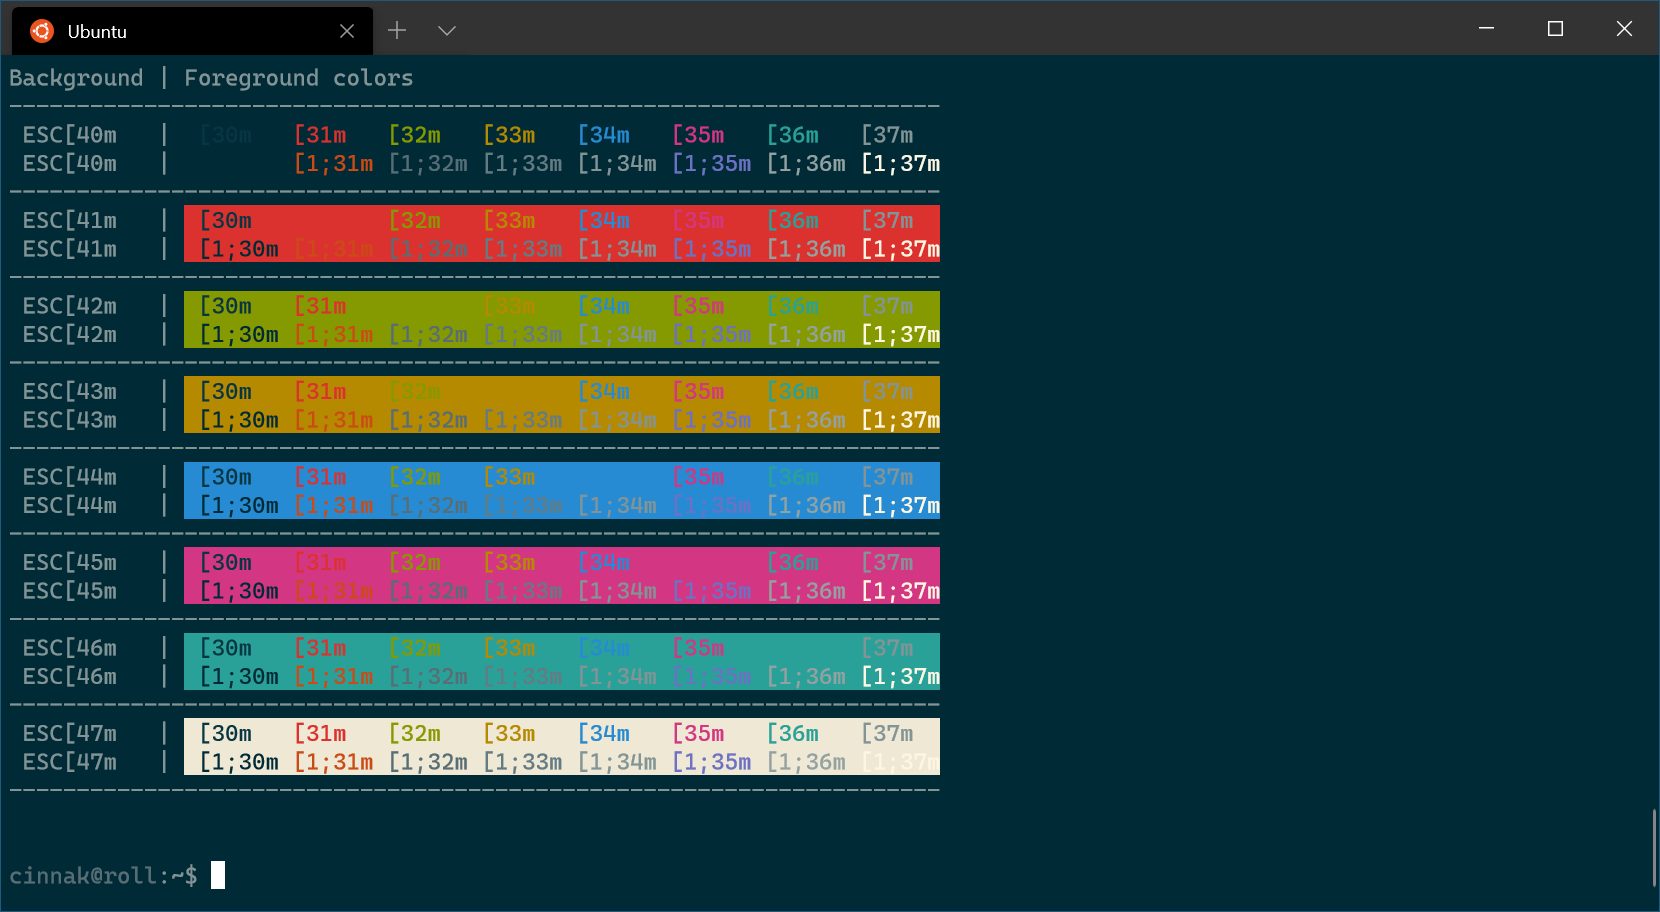 Ubuntu
Background | Foreground colors
----------------------------------------------------------------------
ESC[40m | [30m [31m [32m [33m [34m [35m [36m [37m
ESC[40m | [1;31m [1;32m [1;33m [1;34m [1;35m [1;36m [1;37m
----------------------------------------------------------------------
ESC[41m | [30m [32m [33m [34m [35m [36m [37m
ESC[41m | [1;30m [1;31m [1;32m [1;33m [1;34m [1;35m [1;36m [1;37m
----------------------------------------------------------------------
ESC[42m | [30m [31m [33m [34m [35m [36m [37m
ESC[42m | [1;30m [1;31m [1;32m [1;33m [1;34m [1;35m [1;36m [1;37m
----------------------------------------------------------------------
ESC[43m | [30m [31m [32m [34m [35m [36m [37m
ESC[43m | [1;30m [1;31m [1;32m [1;33m [1;34m [1;35m [1;36m [1;37m
----------------------------------------------------------------------
ESC[44m | [30m [31m [32m [33m [35m [36m [37m
ESC[44m | [1;30m [1;31m [1;32m [1;33m [1;34m [1;35m [1;36m [1;37m
----------------------------------------------------------------------
ESC[45m | [30m [31m [32m [33m [34m [36m [37m
ESC[45m | [1;30m [1;31m [1;32m [1;33m [1;34m [1;35m [1;36m [1;37m
----------------------------------------------------------------------
ESC[46m | [30m [31m [32m [33m [34m [35m [37m
ESC[46m | [1;30m [1;31m [1;32m [1;33m [1;34m [1;35m [1;36m [1;37m
----------------------------------------------------------------------
ESC[47m | [30m [31m [32m [33m [34m [35m [36m [37m
ESC[47m | [1;30m [1;31m [1;32m [1;33m [1;34m [1;35m [1;36m [1;37m
----------------------------------------------------------------------
cinnak@roll:~$